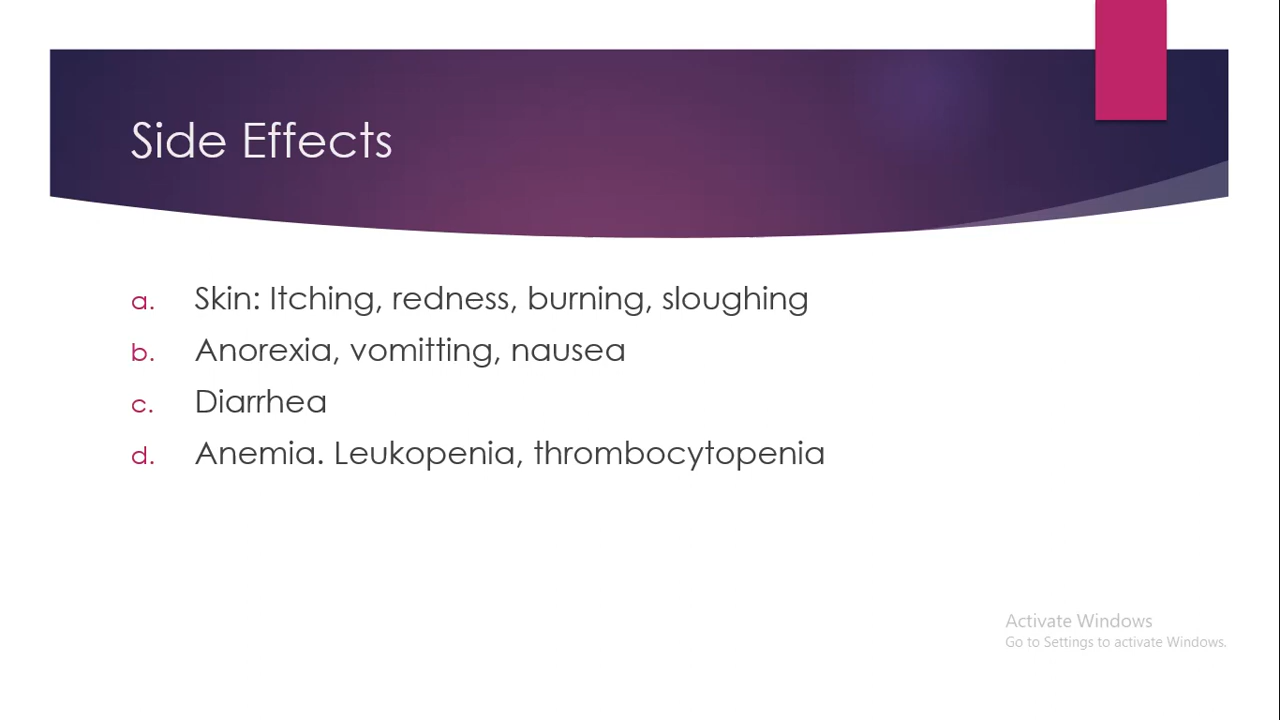 Side Effects
a. Skin: Itching, redness, burning, sloughing
b. Anorexia, vomitting, nausea
c. Diarrhea
d. Anemia. Leukopenia, thrombocytopenia
Activate Windows
Go to Settings to activate Windows.